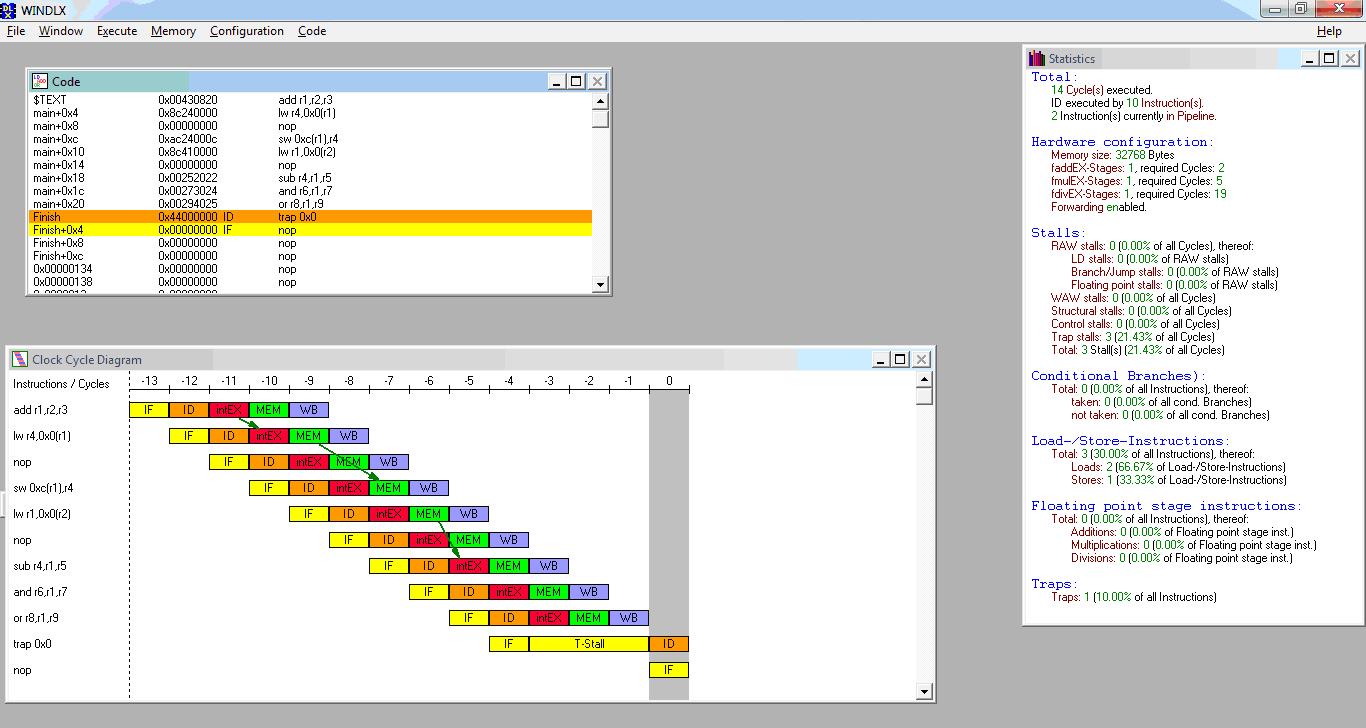 WINDLX
File Window Execute Memory Configuration Code Help
Code
$TEXT 0x00430820 add r1,r2,r3
main+0x4 0x8c240000 lw r4,0x0(r1)
main+0x8 0x00000000 nop
main+0xc 0xac24000c sw 0xc(r1),r4
main+0x10 0x8c410000 lw r1,0x0(r2)
main+0x14 0x00000000 nop
main+0x18 0x00252022 sub r4,r1,r5
main+0x1c 0x00273024 and r6,r1,r7
main+0x20 0x00294025 or r8,r1,r9
Finish 0x44000000 ID trap 0x0
Finish+0x4 0x00000000 IF nop
Finish+0x8 0x00000000 nop
Finish+0xc 0x00000000 nop
0x00000134 0x00000000 nop
0x00000138 0x00000000 nop
Clock Cycle Diagram
Instructions / Cycles -13 -12 -11 -10 -9 -8 -7 -6 -5 -4 -3 -2 -1 0
add r1,r2,r3 IF ID intEX MEM WB
lw r4,0x0(r1) IF ID intEX MEM WB
nop IF ID intEX MEM WB
sw 0xc(r1),r4 IF ID intEX MEM WB
lw r1,0x0(r2) IF ID intEX MEM WB
nop IF ID intEX MEM WB
sub r4,r1,r5 IF ID intEX MEM WB
and r6,r1,r7 IF ID intEX MEM WB
or r8,r1,r9 IF ID intEX MEM WB
trap 0x0 IF T-Stall ID
nop IF
Statistics
Total:
14 Cycle(s) executed.
ID executed by 10 Instruction(s).
2 Instruction(s) currently in Pipeline.
Hardware configuration:
Memory size: 32768 Bytes
faddEX-Stages: 1, required Cycles: 2
fmulEX-Stages: 1, required Cycles: 5
fdivEX-Stages: 1, required Cycles: 19
Forwarding enabled.
Stalls:
RAW stalls: 0 (0.00% of all Cycles), thereof:
LD stalls: 0 (0.00% of RAW stalls)
Branch/Jump stalls: 0 (0.00% of RAW stalls)
Floating point stalls: 0 (0.00% of RAW stalls)
WAW stalls: 0 (0.00% of all Cycles)
Structural stalls: 0 (0.00% of all Cycles)
Control stalls: 0 (0.00% of all Cycles)
Trap stalls: 3 (21.43% of all Cycles)
Total: 3 Stall(s) (21.43% of all Cycles)
Conditional Branches):
Total: 0 (0.00% of all Instructions), thereof:
taken: 0 (0.00% of all cond. Branches)
not taken: 0 (0.00% of all cond. Branches)
Load-/Store-Instructions:
Total: 3 (30.00% of all Instructions), thereof:
Loads: 2 (66.67% of Load-/Store-Instructions)
Stores: 1 (33.33% of Load-/Store-Instructions)
Floating point stage instructions:
Total: 0 (0.00% of all Instructions), thereof:
Additions: 0 (0.00% of Floating point stage inst.)
Multiplications: 0 (0.00% of Floating point stage inst.)
Divisions: 0 (0.00% of Floating point stage inst.)
Traps:
Traps: 1 (10.00% of all Instructions)